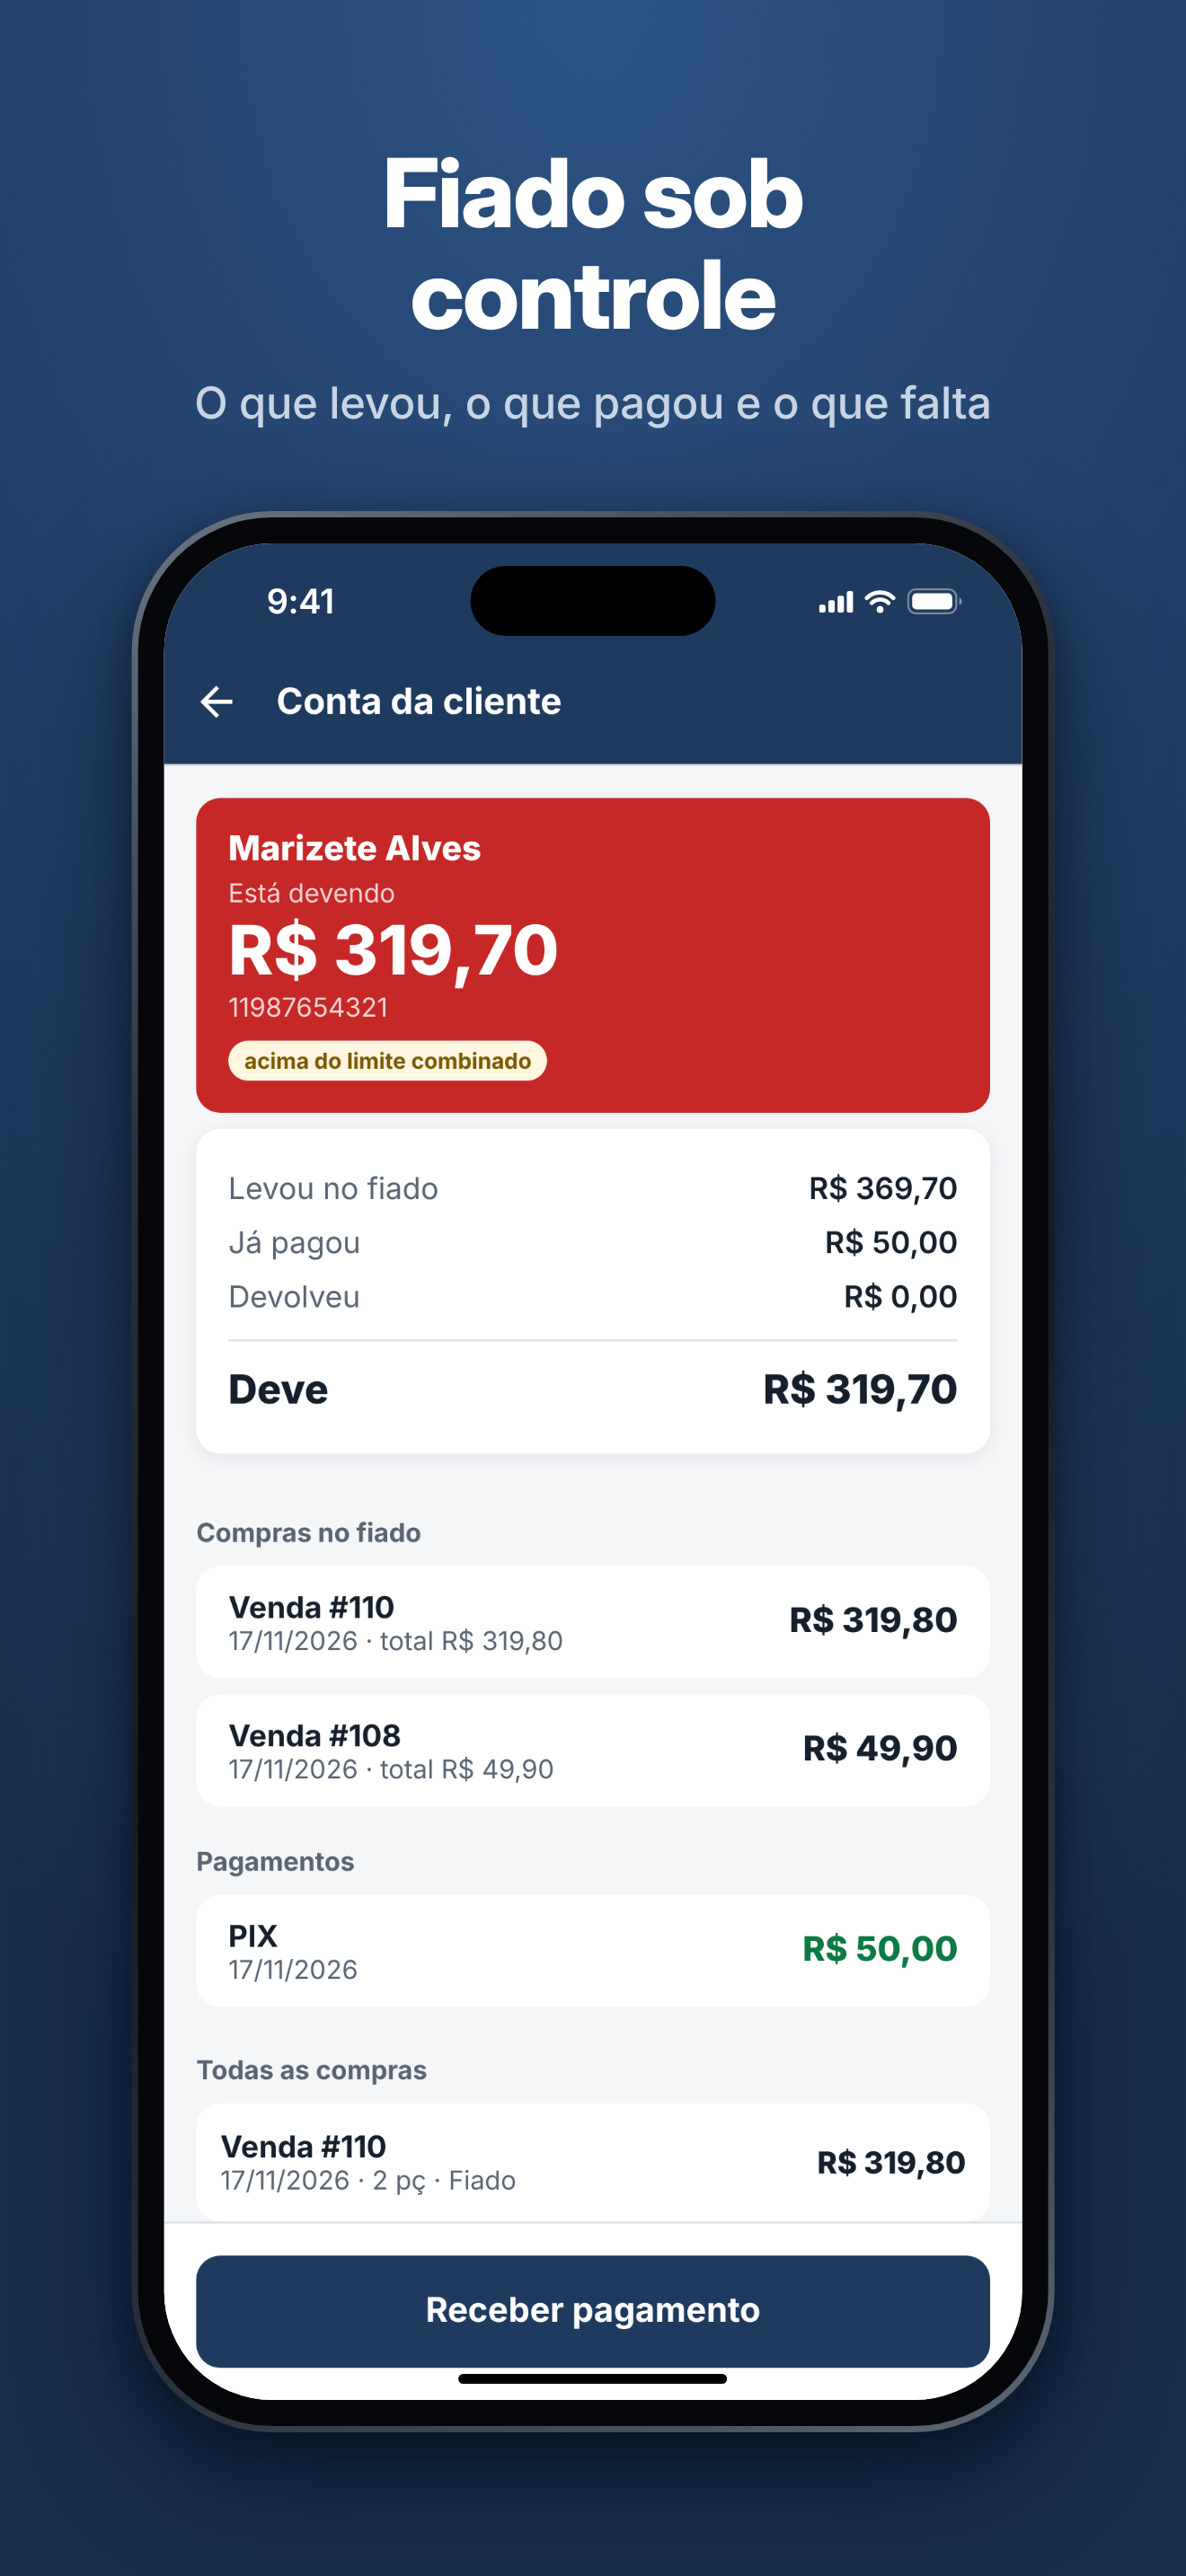 Fiado sob
controle
O que levou, o que pagou e o que falta
9:41
Conta da cliente
Marizete Alves
Está devendo
R$ 319,70
11987654321
acima do limite combinado
Levou no fiado R$ 369,70
Já pagou R$ 50,00
Devolveu R$ 0,00
Deve R$ 319,70
Compras no fiado
Venda #110
17/11/2026 · total R$ 319,80
R$ 319,80
Venda #108
17/11/2026 · total R$ 49,90
R$ 49,90
Pagamentos
PIX
17/11/2026
R$ 50,00
Todas as compras
Venda #110
17/11/2026 · 2 pç · Fiado
R$ 319,80
Receber pagamento